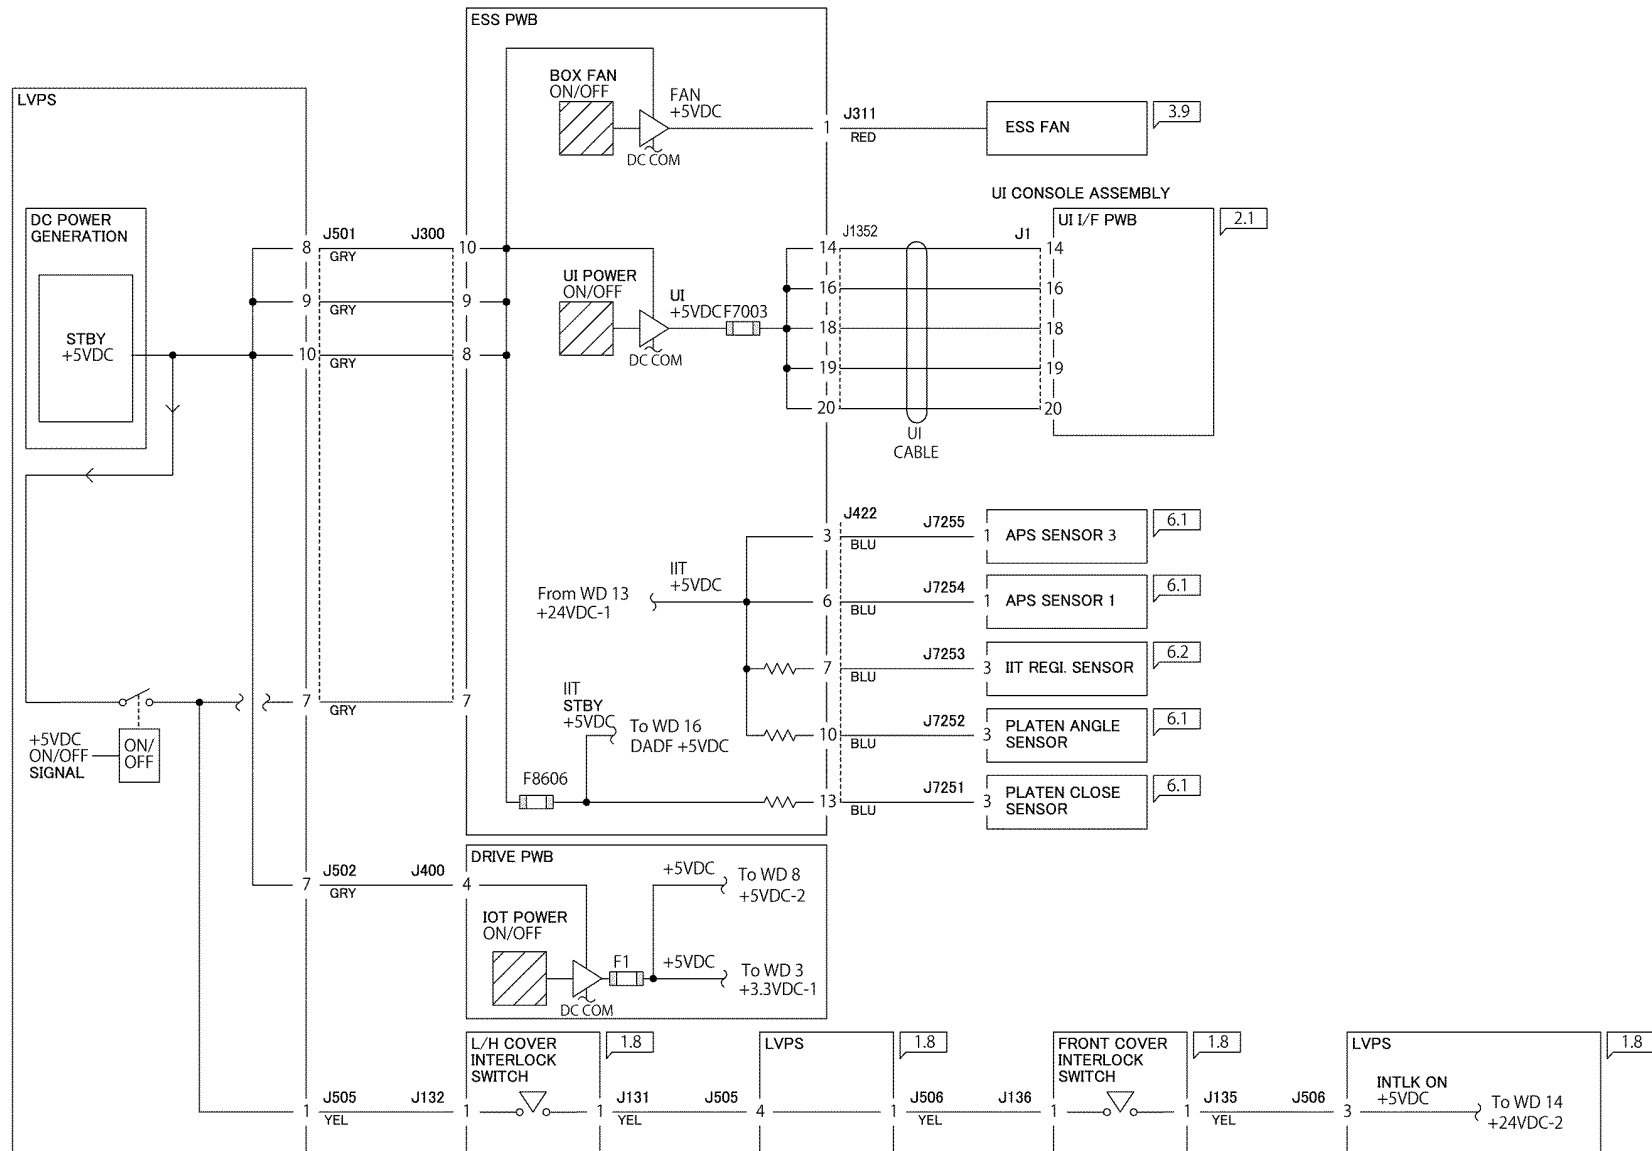 ESS PWB
LVPS
BOX FAN
ON/OFF
FAN
+5VDC
DC COM
1
J311
RED
ESS FAN
3.9
UI CONSOLE ASSEMBLY
DC POWER
GENERATION
STBY
+5VDC
8
J501
GRY
J300
10
9
GRY
9
10
GRY
8
UI POWER
ON/OFF
UI
+5VDC
F7003
DC COM
14
J1352
J1
14
UI I/F PWB
2.1
16
16
18
18
19
19
20
20
UI
CABLE
From WD 13
+24VDC-1
IIT
+5VDC
3
J422
BLU
J7255
1
APS SENSOR 3
6.1
6
BLU
J7254
1
APS SENSOR 1
6.1
7
BLU
J7253
3
IIT REGI. SENSOR
6.2
10
BLU
J7252
3
PLATEN ANGLE
SENSOR
6.1
13
BLU
J7251
3
PLATEN CLOSE
SENSOR
6.1
7
GRY
7
IIT
STBY
+5VDC
To WD 16
DADF +5VDC
F8606
+5VDC
ON/OFF
SIGNAL
ON/
OFF
7
J502
GRY
J400
4
DRIVE PWB
IOT POWER
ON/OFF
DC COM
F1
+5VDC
To WD 8
+5VDC-2
+5VDC
To WD 3
+3.3VDC-1
1
J505
YEL
J132
1
L/H COVER
INTERLOCK
SWITCH
1.8
1
J131
YEL
J505
4
LVPS
1.8
1
J506
YEL
J136
1
FRONT COVER
INTERLOCK
SWITCH
1.8
1
J135
YEL
J506
3
LVPS
1.8
INTLK ON
+5VDC
To WD 14
+24VDC-2